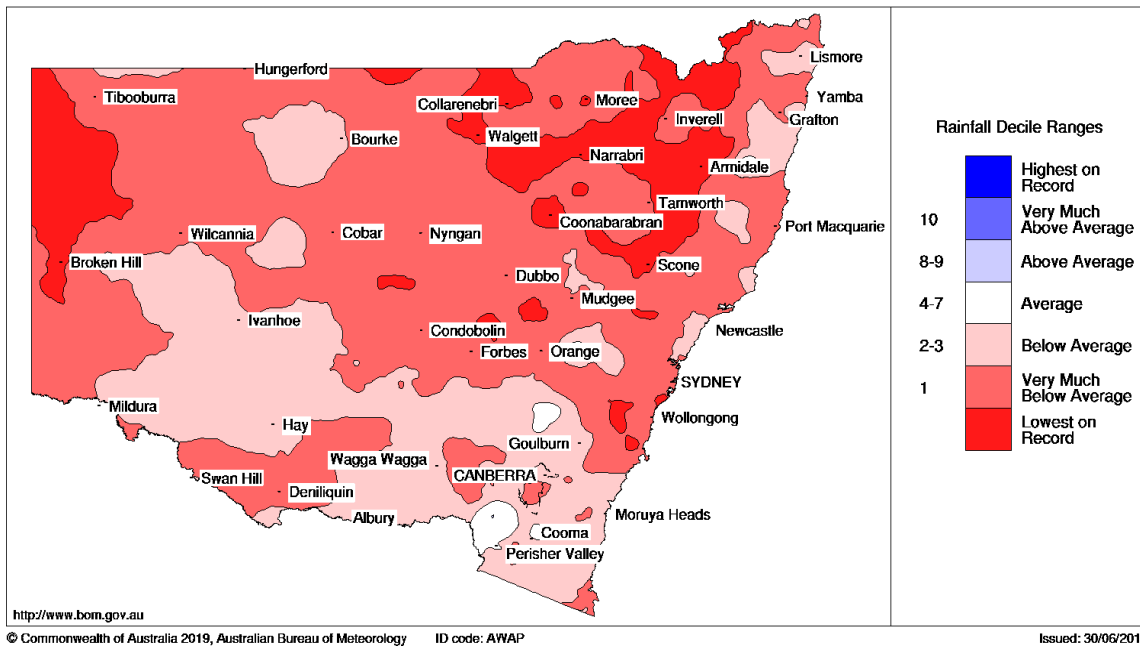 Lismore
Hungerford
Tibooburra
Collarenebri
Moree
Yamba
Inverell
Grafton
Bourke
Walgett
Narrabri
Armidale
Tamworth
Coonabarabran
Port Macquarie
Wilcannia
Cobar
Nyngan
Broken Hill
Scone
Dubbo
Mudgee
Ivanhoe
Newcastle
Condobolin
Forbes
Orange
SYDNEY
Mildura
Wollongong
Hay
Goulburn
Wagga Wagga
CANBERRA
Swan Hill
Deniliquin
Albury
Moruya Heads
Cooma
Perisher Valley
Rainfall Decile Ranges
Highest on
Record
10 Very Much
Above Average
8-9 Above Average
4-7 Average
2-3 Below Average
1 Very Much
Below Average
Lowest on
Record
http://www.bom.gov.au
© Commonwealth of Australia 2019, Australian Bureau of Meteorology ID code: AWAP Issued: 30/06/201